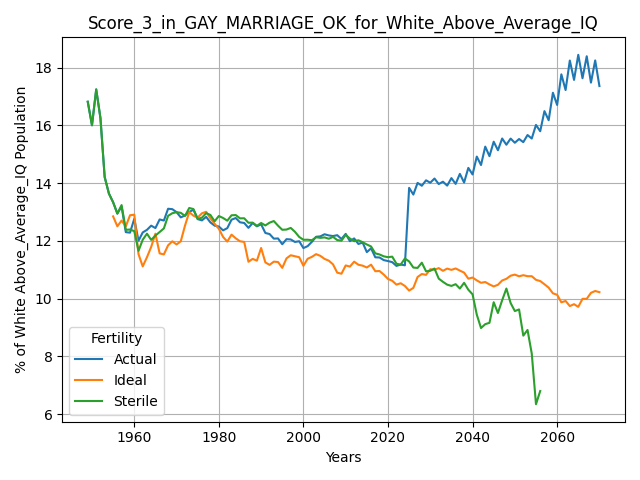 Score_3_in_GAY_MARRIAGE_OK_for_White_Above_Average_IQ
% of White Above_Average_IQ Population
18
16
14
12
10
8
6
Fertility
Actual
Ideal
Sterile
1960 1980 2000 2020 2040 2060
Years